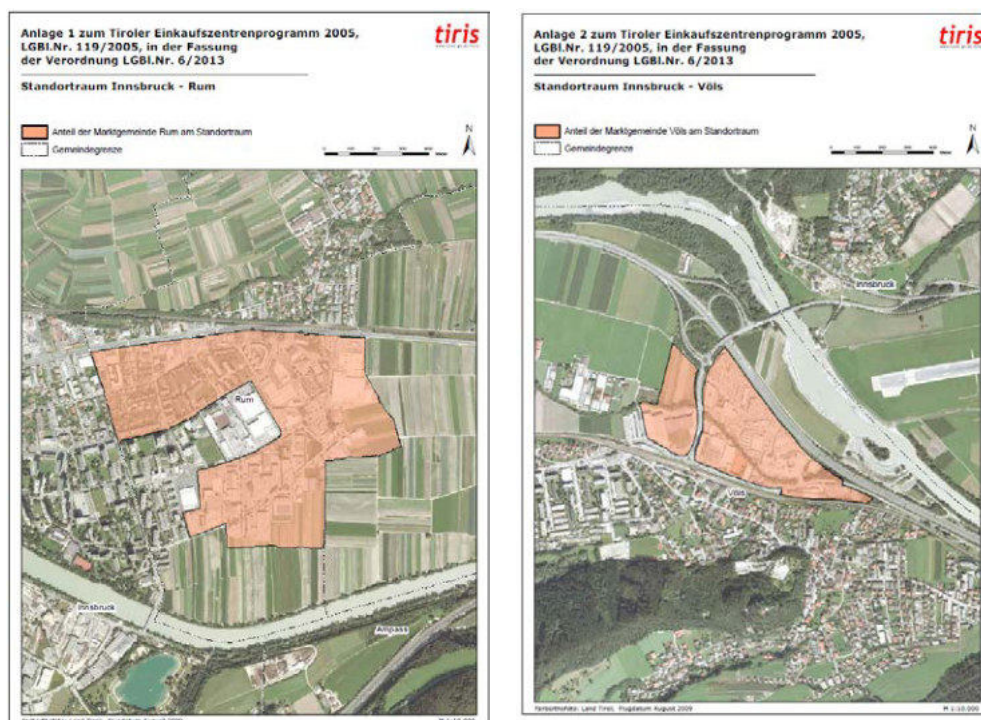 Anlage 1 zum Tiroler Einkaufszentrenprogramm 2005,
LGBl.Nr. 119/2005, in der Fassung
der Verordnung LGBl.Nr. 6/2013
tiris
Standortraum Innsbruck - Rum
Anteil der Marktgemeinde Rum am Standortraum
Gemeindegrenze
N
Rum
Innsbruck
Ampass
Anlage 2 zum Tiroler Einkaufszentrenprogramm 2005,
LGBl.Nr. 119/2005, in der Fassung
der Verordnung LGBl.Nr. 6/2013
tiris
Standortraum Innsbruck - Völs
Anteil der Marktgemeinde Völs am Standortraum
Gemeindegrenze
N
Innsbruck
Völs
Farborthofoto: Land Tirol, Flugdatum August 2009
M 1:10.000